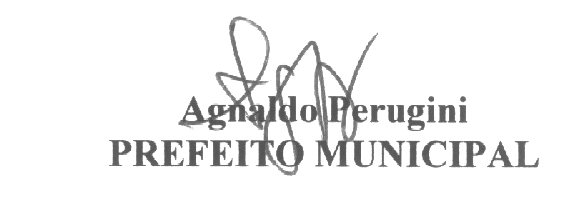 Agnaldo Perugini
PREFEITO MUNICIPAL